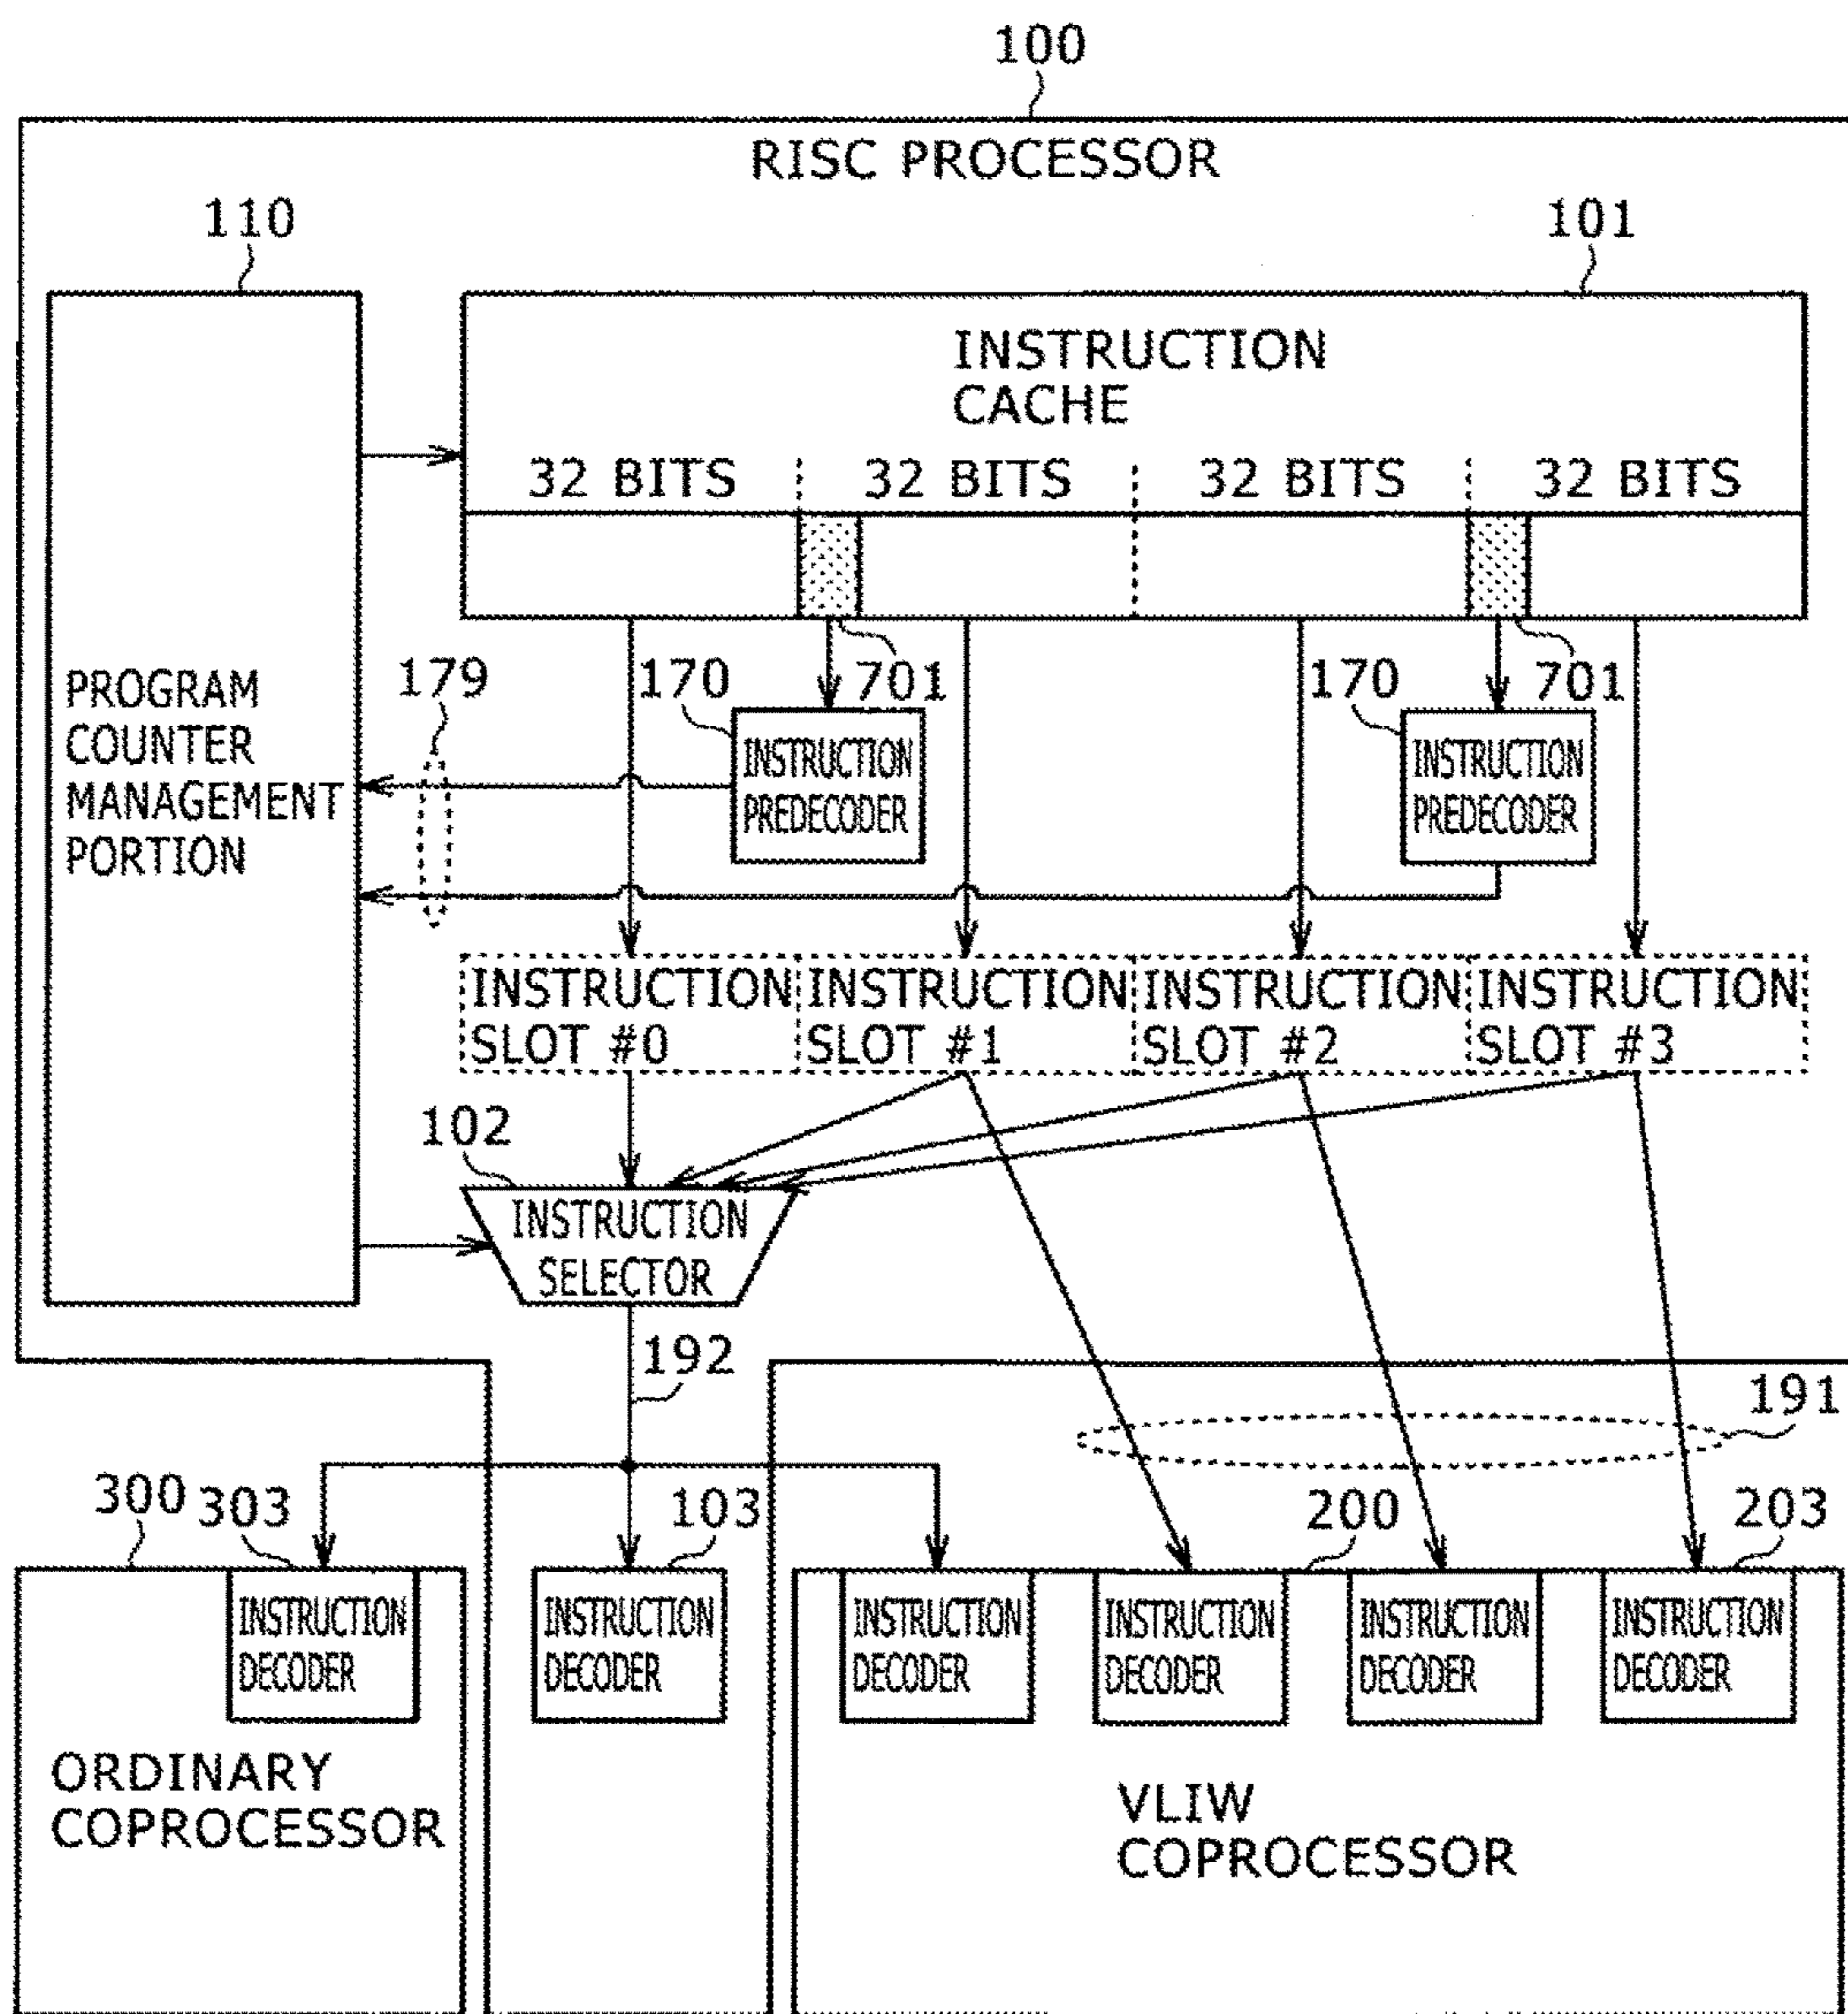 100
RISC PROCESSOR
110
101
INSTRUCTION
CACHE
32 BITS 32 BITS 32 BITS 32 BITS
PROGRAM
COUNTER
MANAGEMENT
PORTION
179
170
701
170
701
INSTRUCTION
PREDECODER
INSTRUCTION
PREDECODER
INSTRUCTION
SLOT #0
INSTRUCTION
SLOT #1
INSTRUCTION
SLOT #2
INSTRUCTION
SLOT #3
102
INSTRUCTION
SELECTOR
192
191
300
303
103
200
203
INSTRUCTION
DECODER
INSTRUCTION
DECODER
INSTRUCTION
DECODER
INSTRUCTION
DECODER
INSTRUCTION
DECODER
INSTRUCTION
DECODER
ORDINARY
COPROCESSOR
VLIW
COPROCESSOR